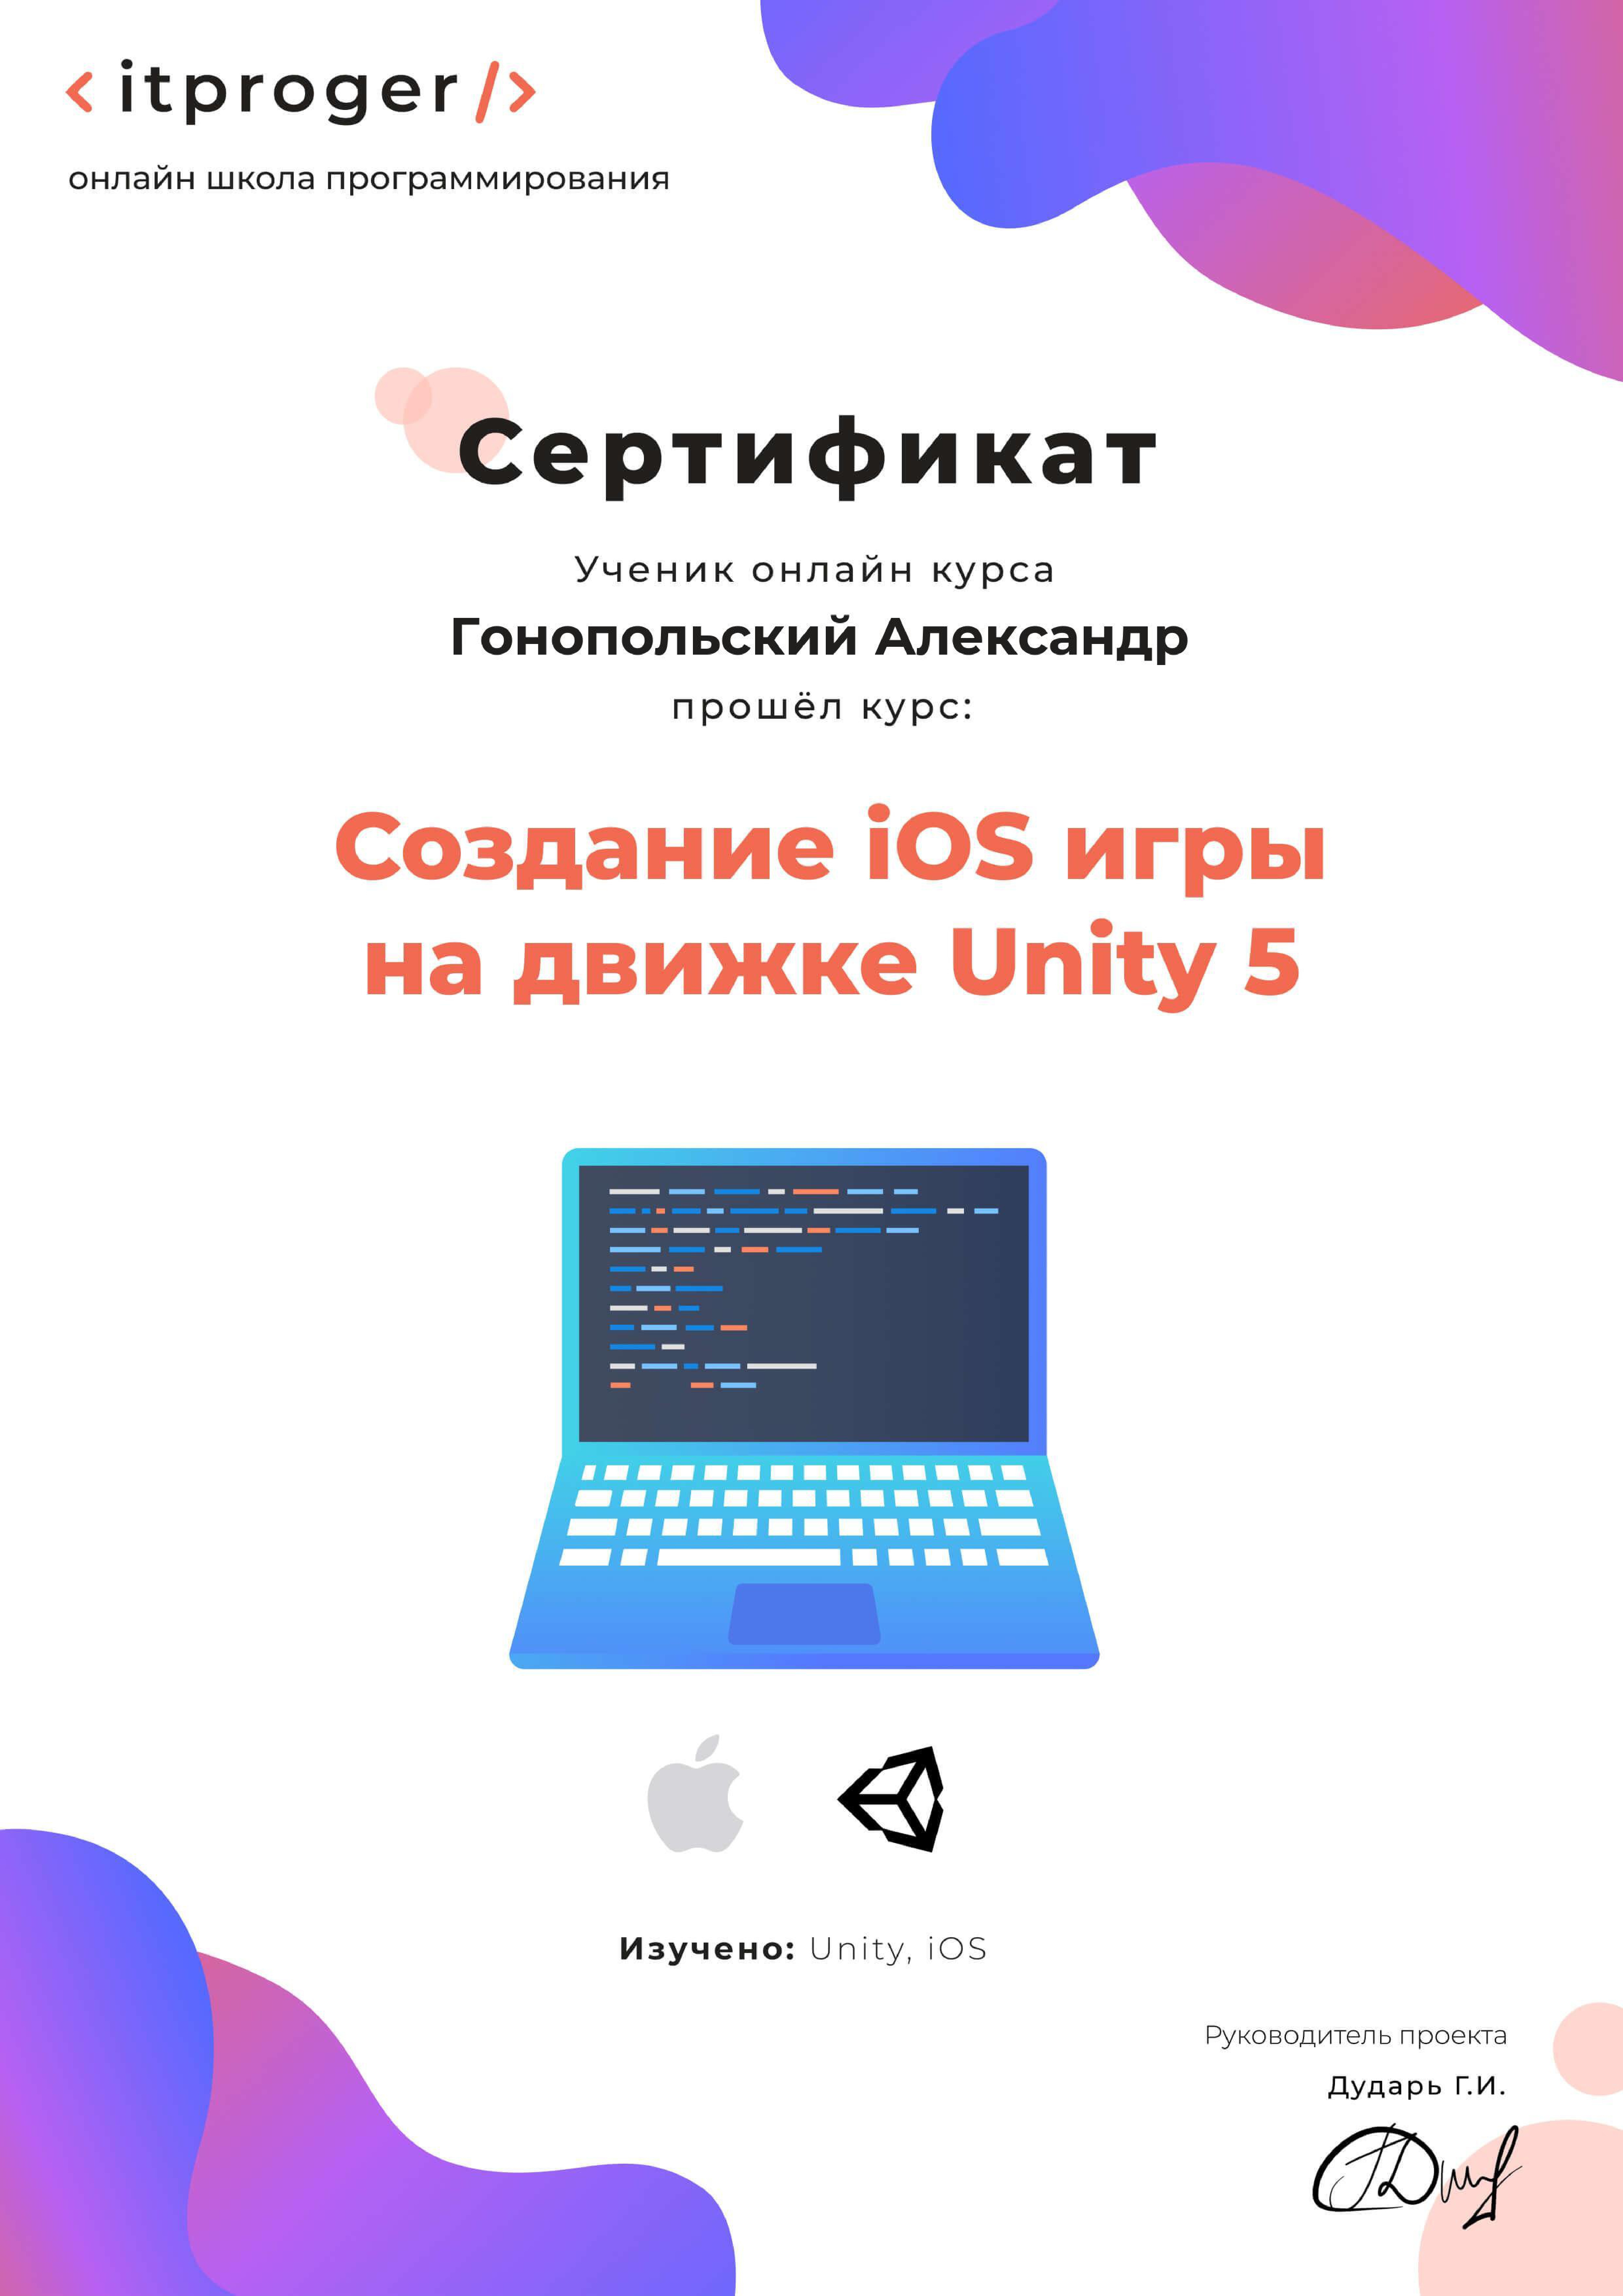 < itproger />
онлайн школа программирования
Сертификат
Ученик онлайн курса
Гонопольский Александр
прошёл курс:
Создание iOS игры
на движке Unity 5
Изучено: Unity, iOS
Руководитель проекта
Дударь Г.И.